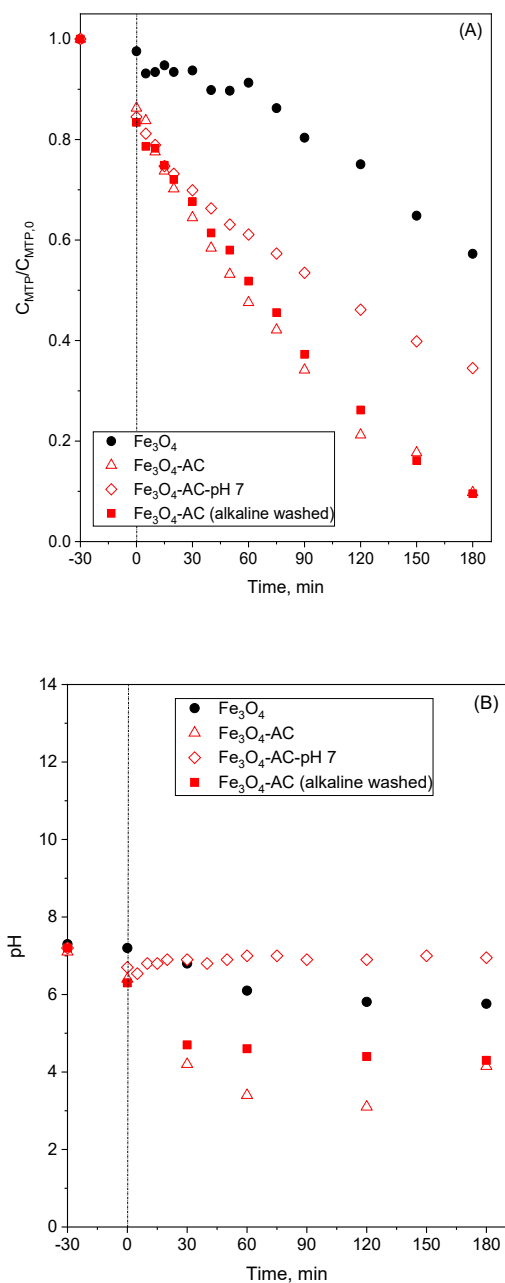 (A)
1.0
0.8
0.6
0.4
0.2
0.0
C_MTP/C_MTP,0
Fe₃O₄
Fe₃O₄-AC
Fe₃O₄-AC-pH 7
Fe₃O₄-AC (alkaline washed)
-30 0 30 60 90 120 150 180
Time, min
(B)
14
12
10
8
6
4
2
0
pH
Fe₃O₄
Fe₃O₄-AC
Fe₃O₄-AC-pH 7
Fe₃O₄-AC (alkaline washed)
-30 0 30 60 90 120 150 180
Time, min